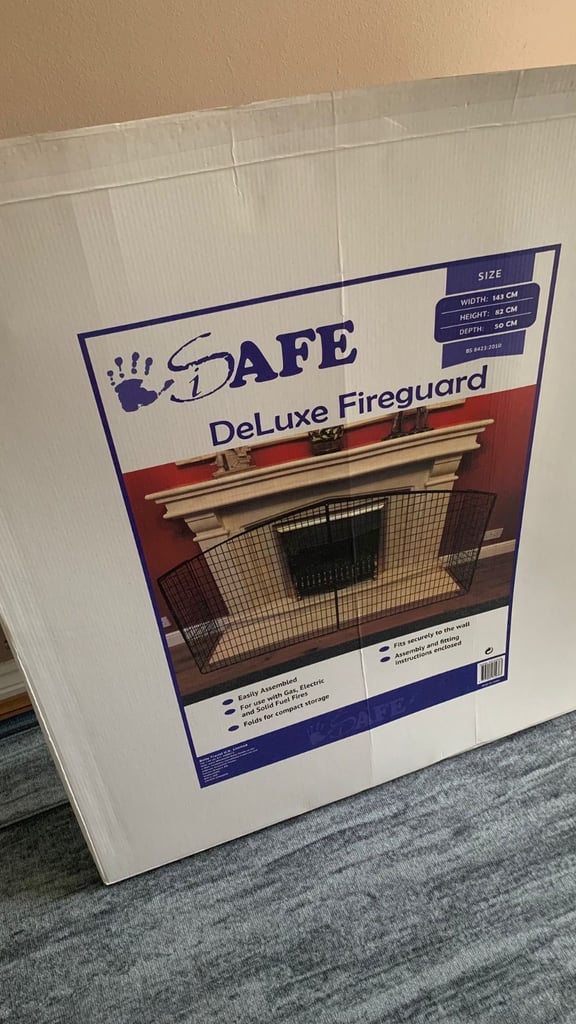 SIZE
WIDTH: 143 CM
HEIGHT: 82 CM
DEPTH: 50 CM
BS 8423:2010
iSAFE
DeLuxe Fireguard
Easily Assembled
For use with Gas, Electric
and Solid Fuel Fires
Folds for compact storage
Fits securely to the wall
Assembly and fitting
instructions enclosed
SAFE